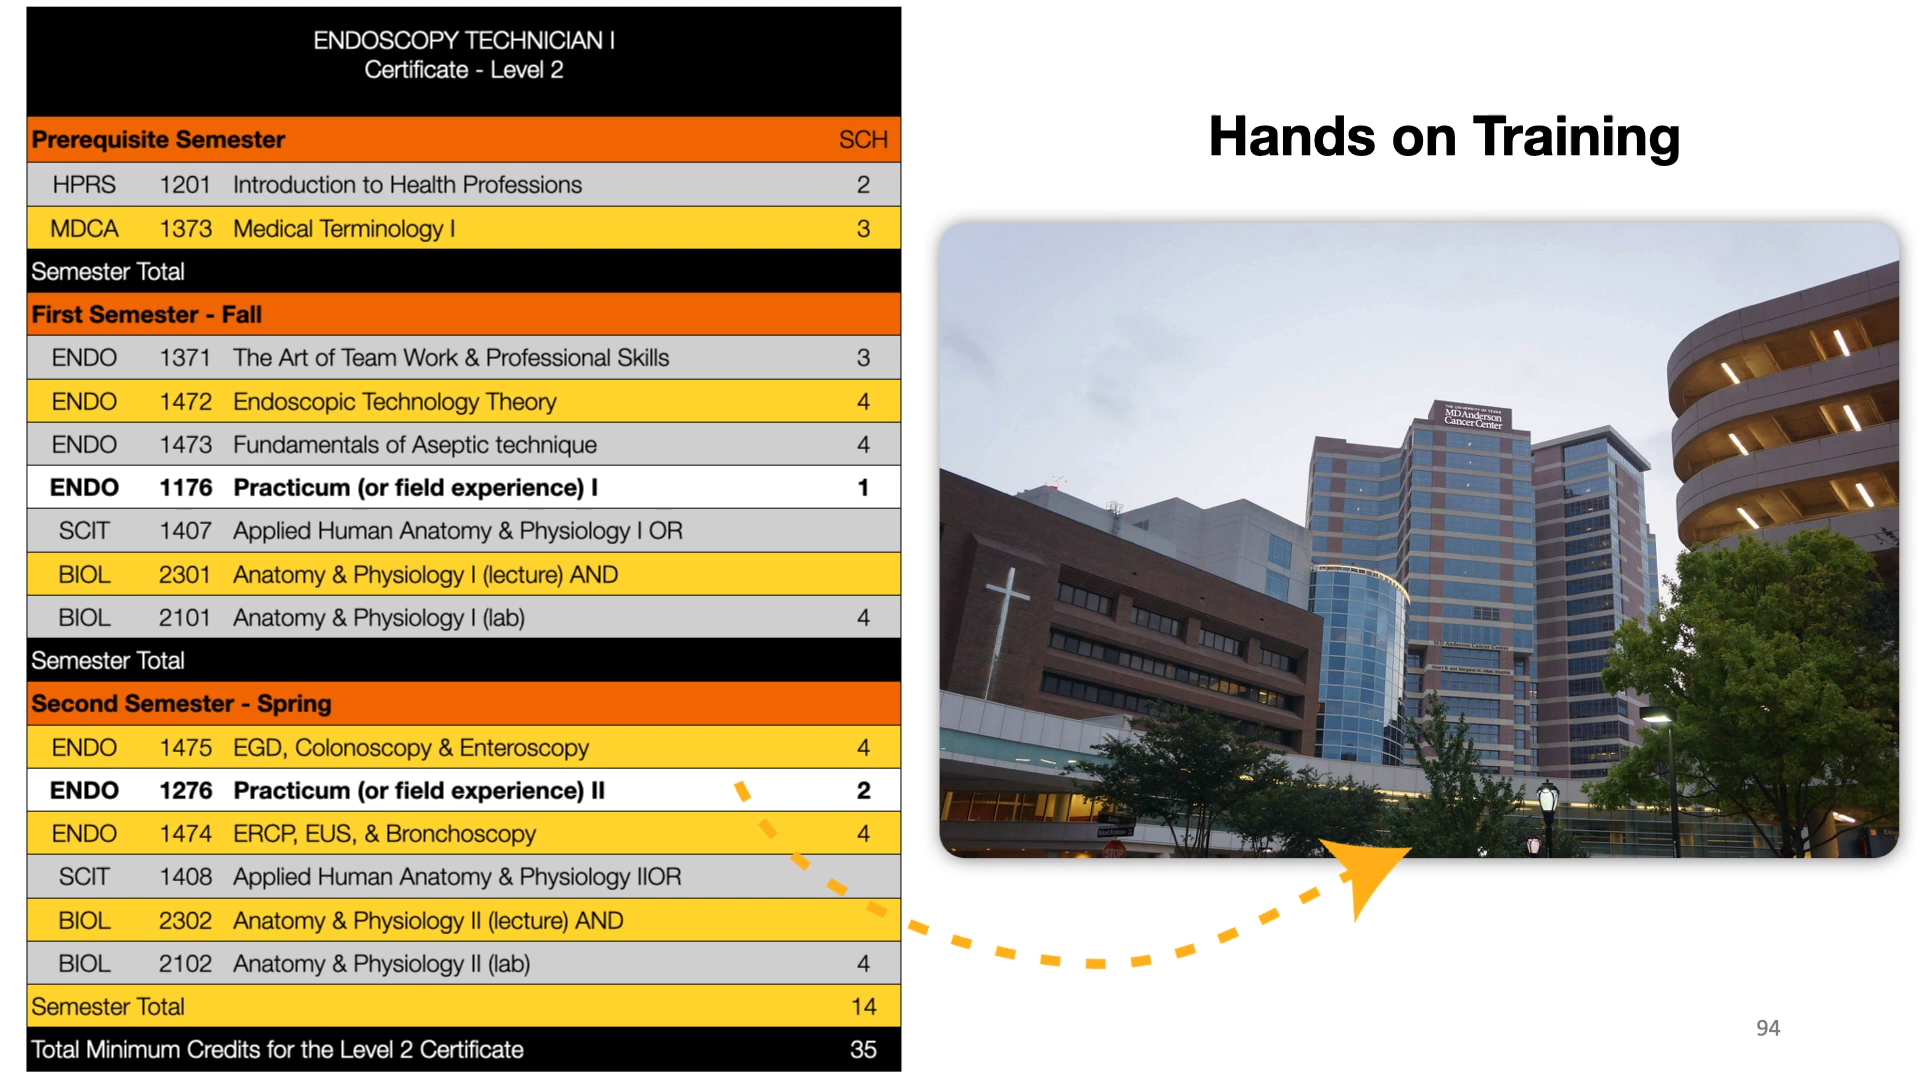 ENDOSCOPY TECHNICIAN I
Certificate - Level 2
Prerequisite Semester SCH
HPRS 1201 Introduction to Health Professions 2
MDCA 1373 Medical Terminology I 3
Semester Total
First Semester - Fall
ENDO 1371 The Art of Team Work & Professional Skills 3
ENDO 1472 Endoscopic Technology Theory 4
ENDO 1473 Fundamentals of Aseptic technique 4
ENDO 1176 Practicum (or field experience) I 1
SCIT 1407 Applied Human Anatomy & Physiology I OR
BIOL 2301 Anatomy & Physiology I (lecture) AND
BIOL 2101 Anatomy & Physiology I (lab) 4
Semester Total
Second Semester - Spring
ENDO 1475 EGD, Colonoscopy & Enteroscopy 4
ENDO 1276 Practicum (or field experience) II 2
ENDO 1474 ERCP, EUS, & Bronchoscopy 4
SCIT 1408 Applied Human Anatomy & Physiology IIOR
BIOL 2302 Anatomy & Physiology II (lecture) AND
BIOL 2102 Anatomy & Physiology II (lab) 4
Semester Total 14
Total Minimum Credits for the Level 2 Certificate 35
Hands on Training
THE UNIVERSITY OF TEXAS
MDAnderson
CancerCenter
MD Anderson Cancer Center
STOP
94